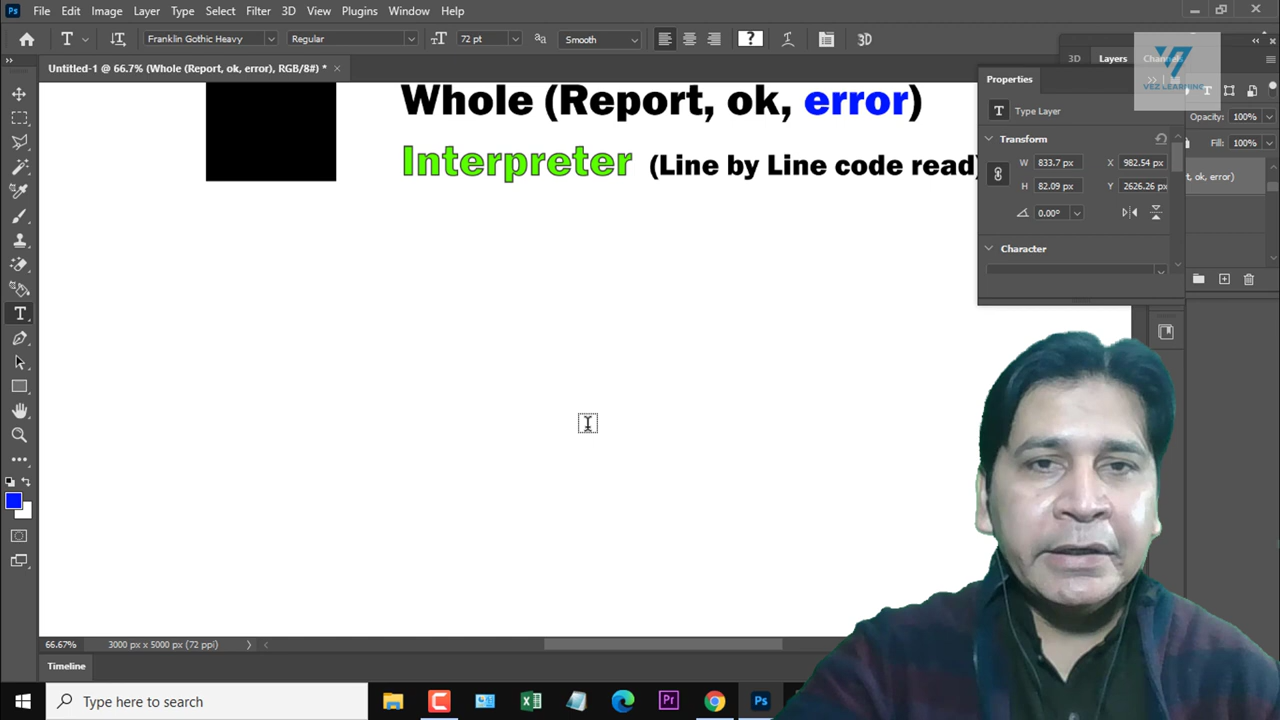 File Edit Image Layer Type Select Filter 3D View Plugins Window Help
Franklin Gothic Heavy Regular 72 pt Smooth 3D
Untitled-1 @ 66.7% (Whole (Report, ok, error), RGB/8#) *
3D Layers Channels
VEZ LEARNING
Properties
Type Layer
Opacity: 100%
Transform
Fill: 100%
W 833.7 px X 982.54 px
t, ok, error)
H 82.09 px Y 2626.26 px
0.00°
Character
Whole (Report, ok, error)
Interpreter (Line by Line code read)
66.67% 3000 px x 5000 px (72 ppi)
Timeline
Type here to search